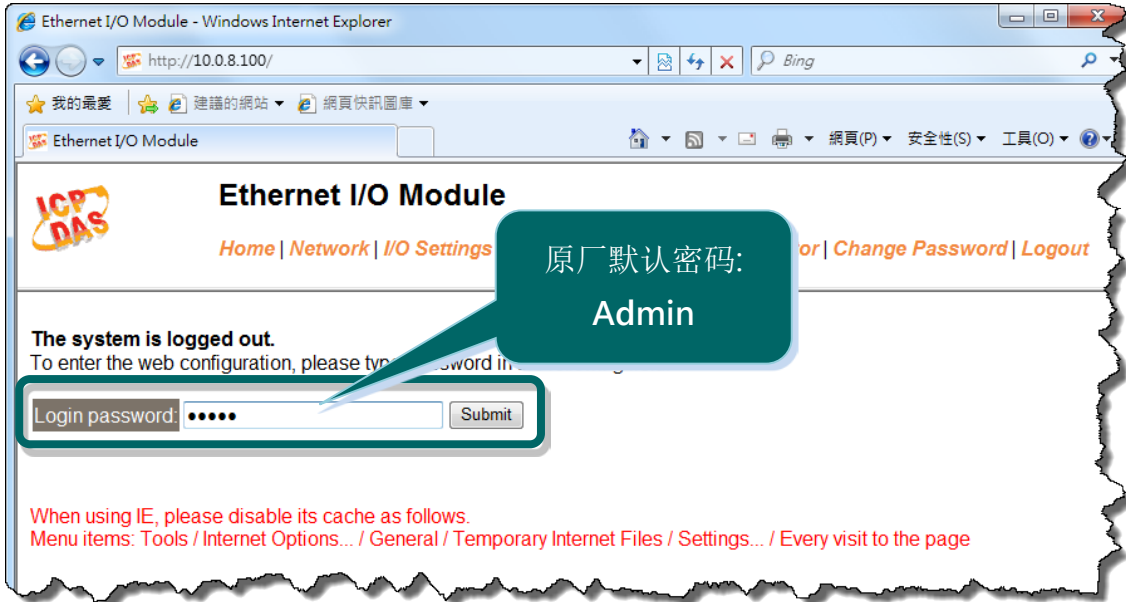 Ethernet I/O Module - Windows Internet Explorer
http://10.0.8.100/
Bing
我的最愛 建議的網站 網頁快訊圖庫
Ethernet I/O Module 網頁(P) 安全性(S) 工具(O)
ICP DAS
Ethernet I/O Module
Home | Network | I/O Settings | Change Password | Logout
原厂默认密码:
Admin
The system is logged out.
To enter the web configuration, please
Login password: ••••• Submit
When using IE, please disable its cache as follows.
Menu items: Tools / Internet Options... / General / Temporary Internet Files / Settings... / Every visit to the page